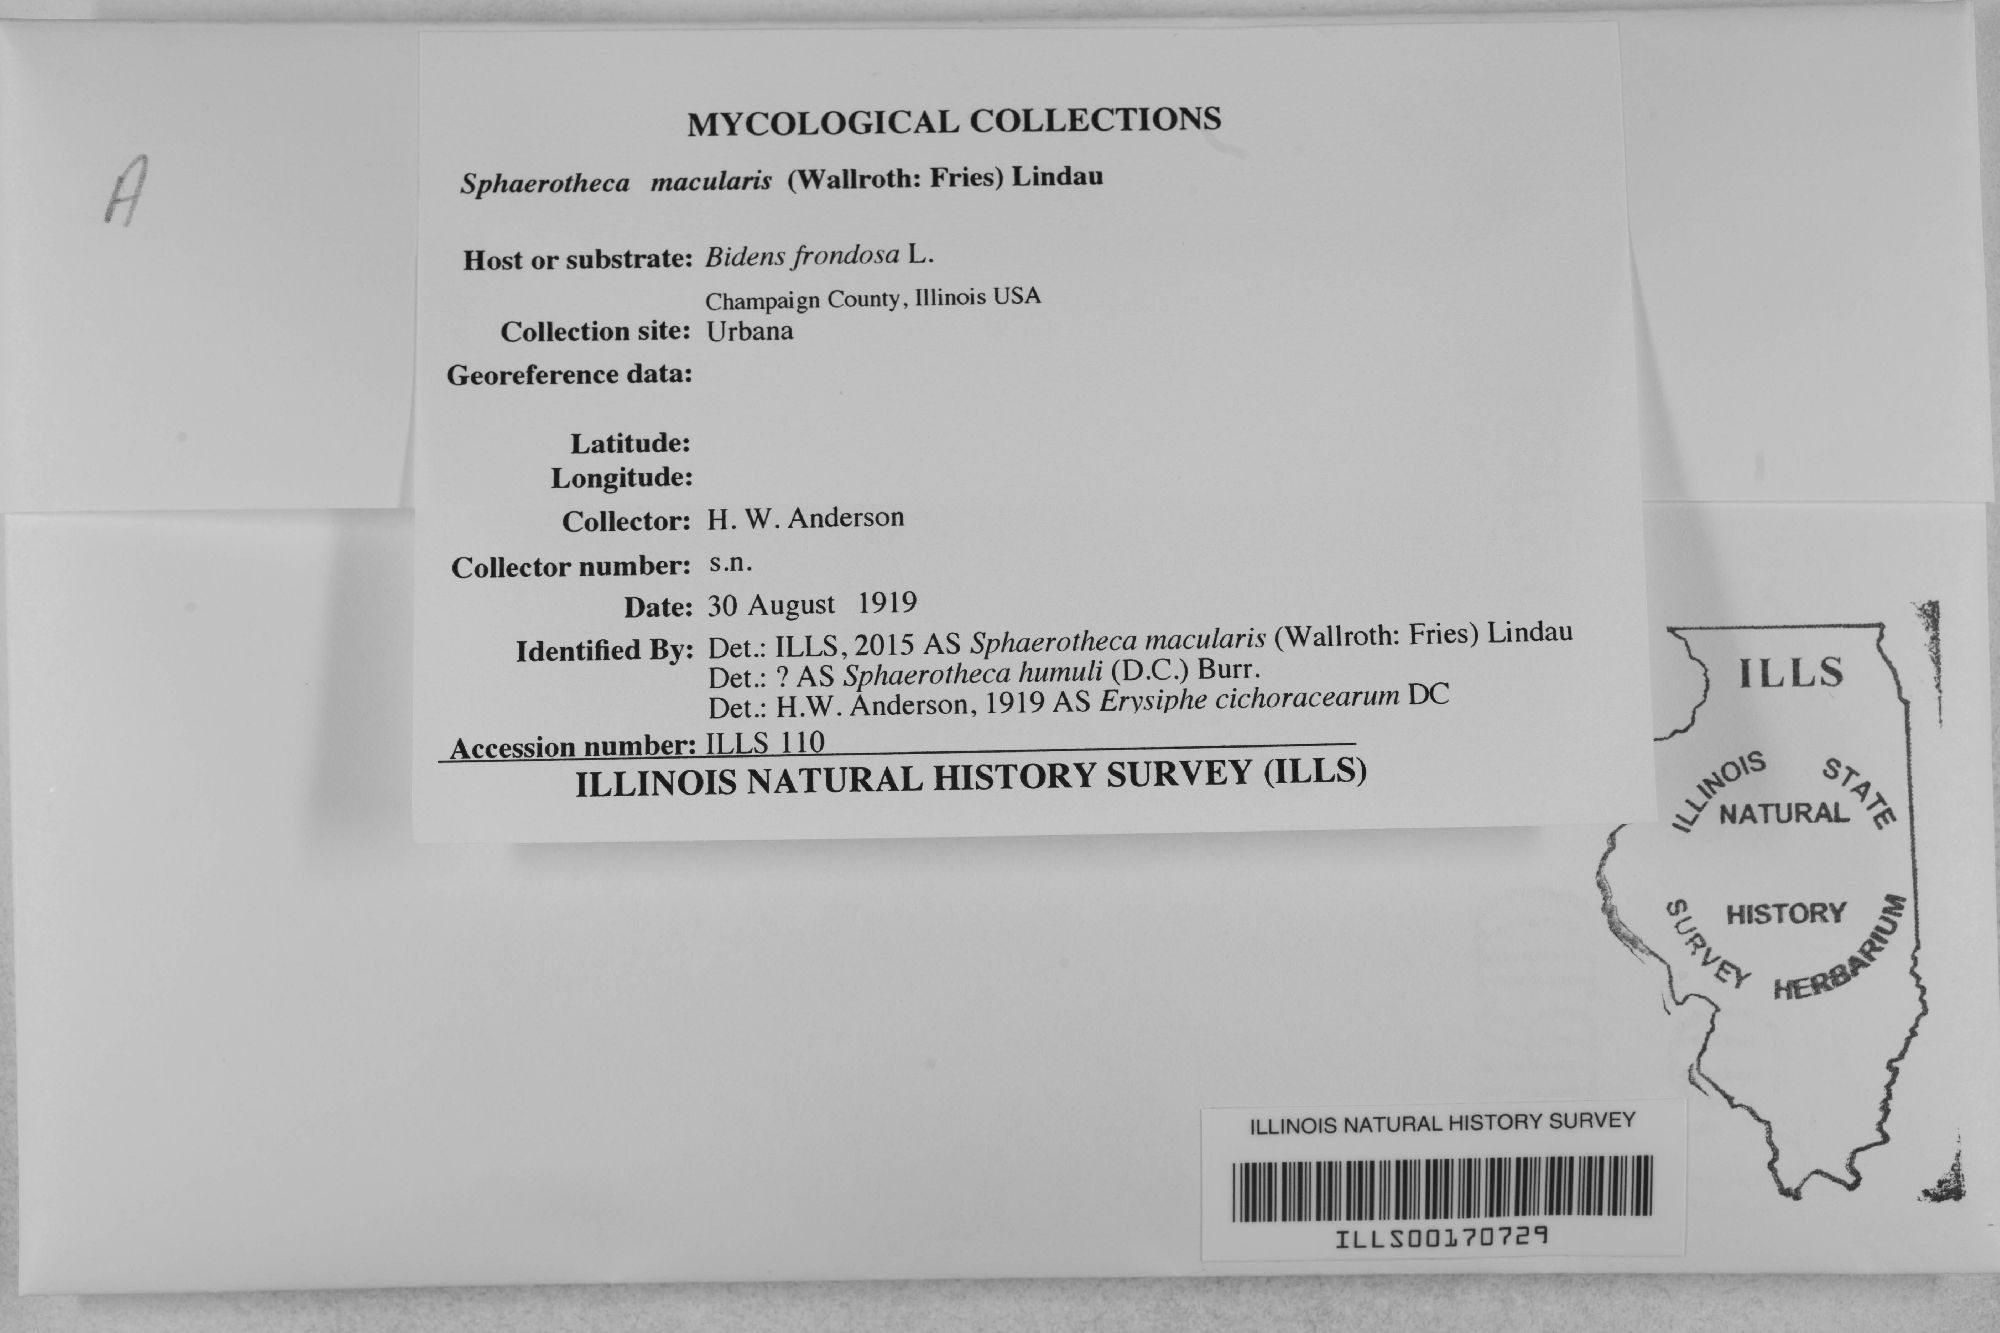 A
MYCOLOGICAL COLLECTIONS
Sphaerotheca macularis (Wallroth: Fries) Lindau
Host or substrate: Bidens frondosa L.
Champaign County, Illinois USA
Collection site: Urbana
Georeference data:
Latitude:
Longitude:
Collector: H. W. Anderson
Collector number: s.n.
Date: 30 August 1919
Identified By: Det.: ILLS, 2015 AS Sphaerotheca macularis (Wallroth: Fries) Lindau
Det.: ? AS Sphaerotheca humuli (D.C.) Burr.
Det.: H.W. Anderson, 1919 AS Erysiphe cichoracearum DC
Accession number: ILLS 110
ILLINOIS NATURAL HISTORY SURVEY (ILLS)
ILLS
ILLINOIS STATE
NATURAL
HISTORY
SURVEY HERBARIUM
ILLINOIS NATURAL HISTORY SURVEY
ILLS00170729